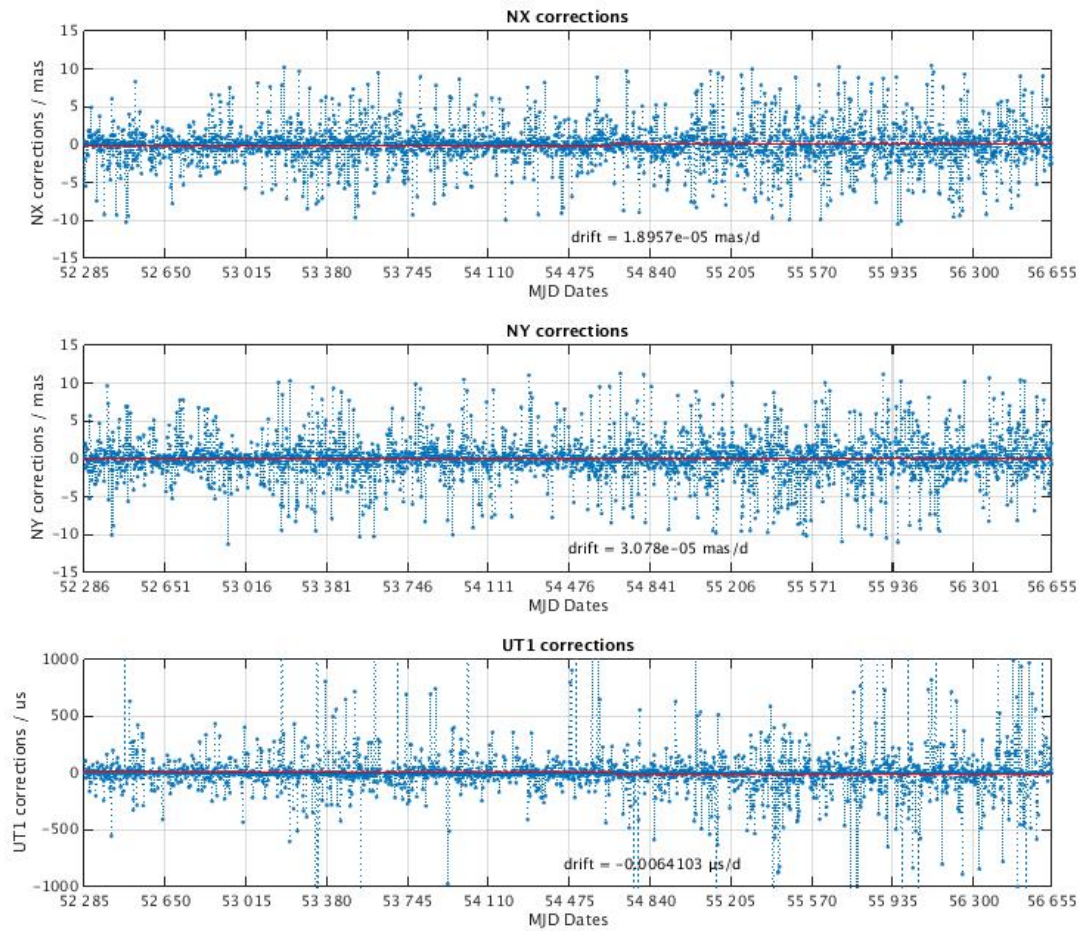 NX corrections
15
10
5
0
−5
−10
−15
NX corrections / mas
drift = 1.8957e−05 mas/d
52 285 52 650 53 015 53 380 53 745 54 110 54 475 54 840 55 205 55 570 55 935 56 300 56 655
MJD Dates
NY corrections
15
10
5
0
−5
−10
−15
NY corrections / mas
drift = 3.078e−05 mas/d
52 286 52 651 53 016 53 381 53 746 54 111 54 476 54 841 55 206 55 571 55 936 56 301 56 655
MJD Dates
UT1 corrections
1000
500
0
−500
−1000
UT1 corrections / us
drift = −0.0064103 µs/d
52 285 52 650 53 015 53 380 53 745 54 110 54 475 54 840 55 205 55 570 55 935 56 300 56 655
MJD Dates